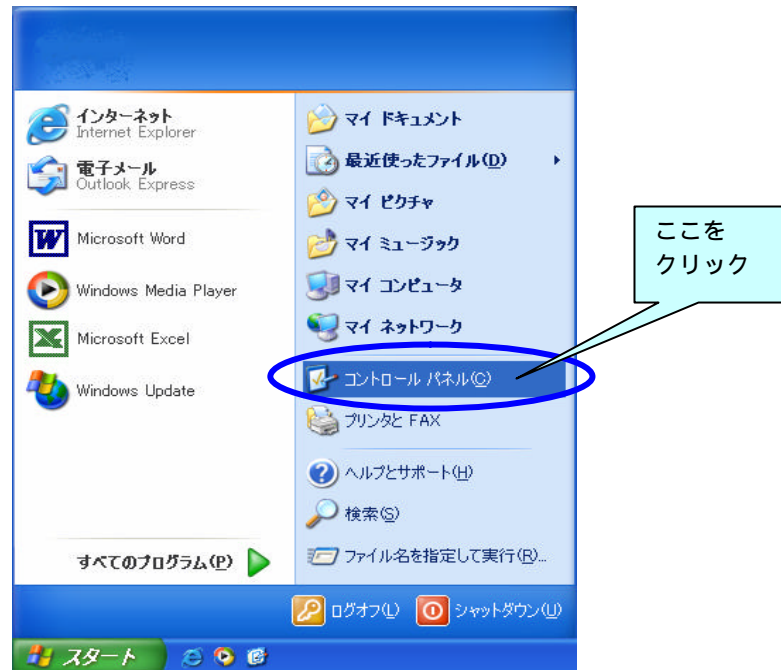 インターネット
Internet Explorer
電子メール
Outlook Express
Microsoft Word
Windows Media Player
Microsoft Excel
Windows Update
すべてのプログラム(P)
マイ ドキュメント
最近使ったファイル(D)
マイ ピクチャ
マイ ミュージック
マイ コンピュータ
マイ ネットワーク
コントロール パネル(C)
プリンタと FAX
ヘルプとサポート(H)
検索(S)
ファイル名を指定して実行(R)...
ここを
クリック
ログオフ(L)
シャットダウン(U)
スタート